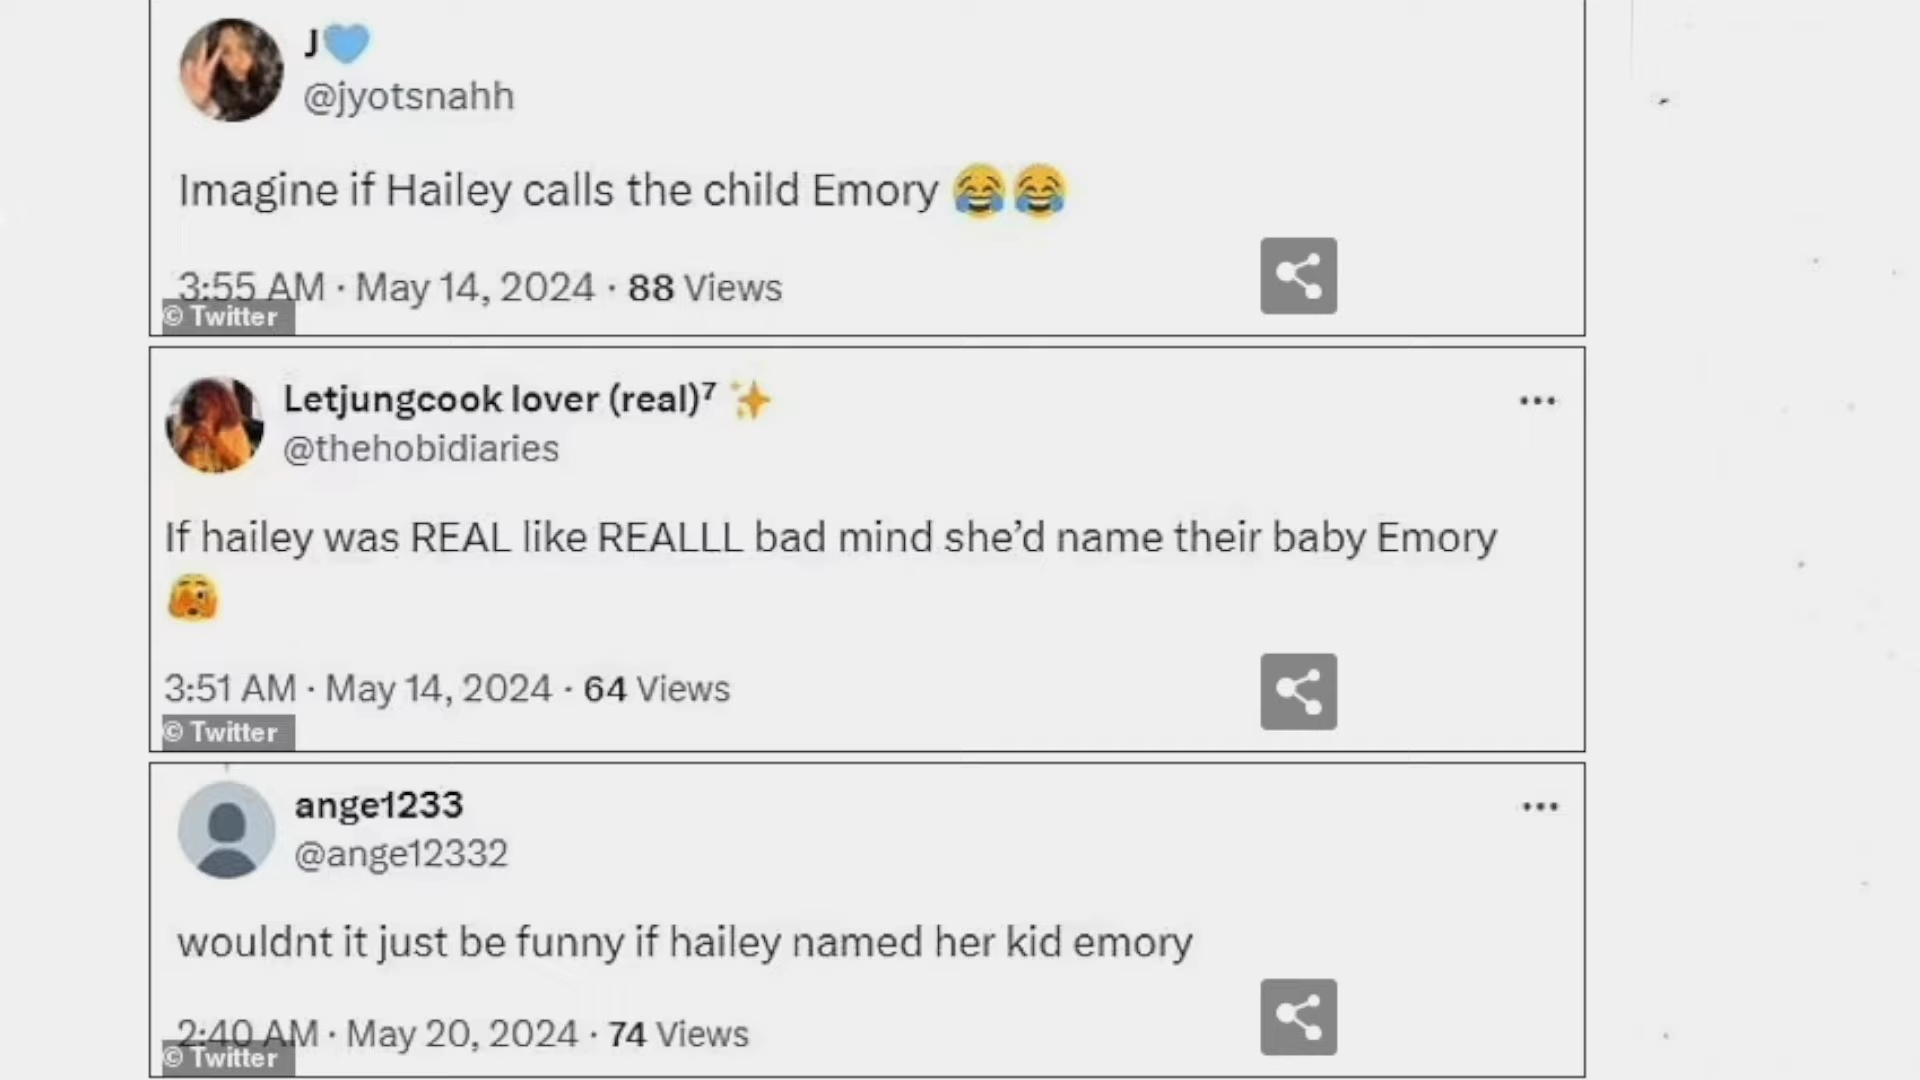 J💙
@jyotsnahh
Imagine if Hailey calls the child Emory 😂😂
3:55 AM · May 14, 2024 · 88 Views
© Twitter
Letjungcook lover (real)⁷ ✨
@thehobidiaries
If hailey was REAL like REALLL bad mind she’d name their baby Emory
🫣
3:51 AM · May 14, 2024 · 64 Views
© Twitter
ange1233
@ange12332
wouldnt it just be funny if hailey named her kid emory
2:40 AM · May 20, 2024 · 74 Views
© Twitter